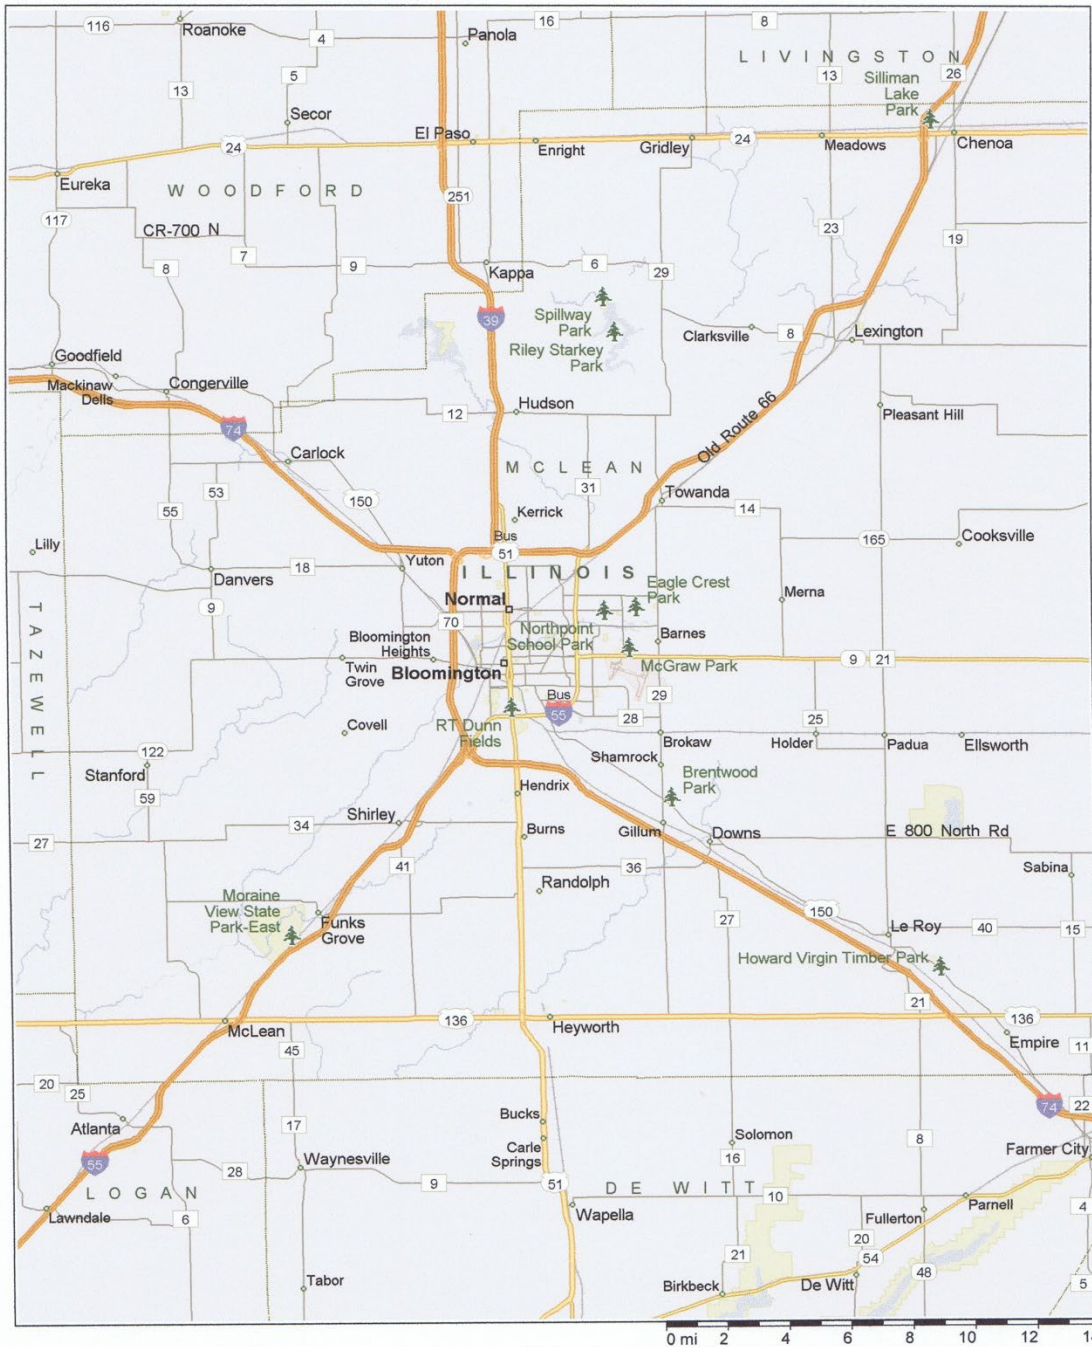 116
Roanoke
16
8
4
Panola
LIVINGSTON
5
13
13
26
Silliman
Lake
Park
Secor
El Paso
24
Enright
Gridley
24
Meadows
Chenoa
Eureka
WOODFORD
251
117
CR-700 N
23
19
7
8
9
Kappa
6
29
39
Spillway
Park
Riley Starkey
Park
Clarksville
8
Lexington
Goodfield
Mackinaw
Dells
Congerville
12
Hudson
Pleasant Hill
74
Old Route 66
Carlock
MCLEAN
53
31
150
Towanda
55
14
Kerrick
Bus
51
165
Cooksville
Lilly
Yuton
Danvers
18
ILLINOIS
Eagle Crest
Park
Normal
Merna
9
TAZEWELL
70
Northpoint
School Park
Barnes
Bloomington
Heights
Twin
Grove
Bloomington
McGraw Park
9
21
29
Bus
55
28
25
Covell
RT Dunn
Fields
Brokaw
Holder
Padua
Ellsworth
122
Stanford
Shamrock
Brentwood
Park
59
Hendrix
Shirley
34
Burns
Gillum
Downs
E 800 North Rd
27
41
36
Sabina
Moraine
View State
Park-East
Randolph
Funks
Grove
27
150
Le Roy
40
15
Howard Virgin Timber Park
21
McLean
136
Heyworth
136
Empire
45
11
20
25
74
22
Atlanta
17
Bucks
Carle
Springs
Solomon
8
16
Farmer City
55
28
Waynesville
9
51
LOGAN
DE WITT
10
Lawndale
6
Wapella
Fullerton
Parnell
4
20
54
21
48
Tabor
Birkbeck
De Witt
5
0 mi 2 4 6 8 10 12 14